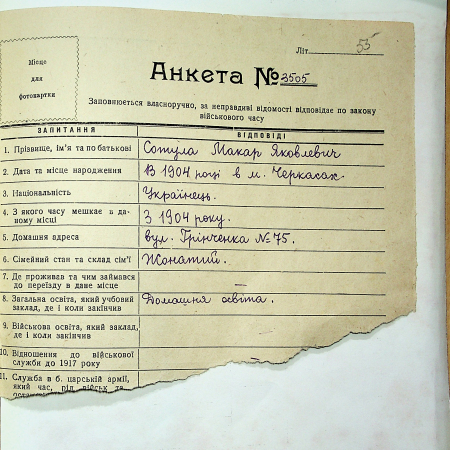 Літ. 53
Місце
для
фотокартки
Анкета № 3505
Заповнюється власноручно, за неправдиві відомості відповідає по закону
військового часу
ЗАПИТАННЯ ВІДПОВІДІ
1. Прізвище, ім'я та по батькові Сотула Макар Яковлевич
2. Дата та місце народження В 1904 році в м. Черкасах.
3. Національність Українець.
4. З якого часу мешкає в да-
ному місці З 1904 року.
5. Домашня адреса вул. Грінченка № 75.
6. Сімейний стан та склад сім'ї Жонатий.
7. Де проживав та чим займався
до переїзду в дане місце —
8. Загальна освіта, який учбовий
заклад, де і коли закінчив Домашня освіта.
9. Військова освіта, який заклад,
де і коли закінчив
10. Відношення до військової
служби до 1917 року
11. Служба в б. царській армії,
який час, рід військ та